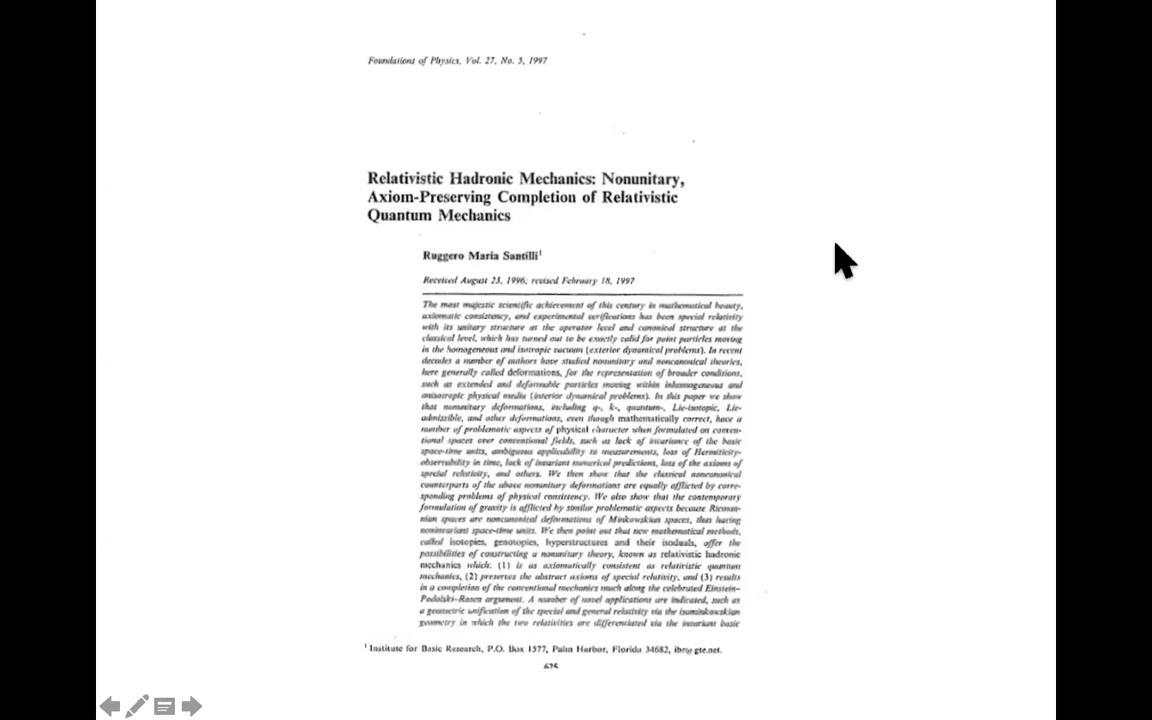 Foundations of Physics, Vol. 27, No. 5, 1997
Relativistic Hadronic Mechanics: Nonunitary,
Axiom-Preserving Completion of Relativistic
Quantum Mechanics
Ruggero Maria Santilli¹
Received August 23, 1996; revised February 18, 1997
The most majestic scientific achievement of this century in mathematical beauty,
axiomatic consistency, and experimental verifications has been special relativity
with its unitary structure at the operator level and canonical structure at the
classical level, which has turned out to be exactly valid for point particles moving
in the homogeneous and isotropic vacuum (exterior dynamical problems). In recent
decades a number of authors have studied nonunitary and noncanonical theories,
here generally called deformations, for the representation of broader conditions,
such as extended and deformable particles moving within inhomogeneous and
anisotropic physical media (interior dynamical problems). In this paper we show
that nonunitary deformations, including q-, k-, quantum-, Lie-isotopic, Lie-
admissible, and other deformations, even though mathematically correct, have a
number of problematic aspects of physical character when formulated on conven-
tional spaces over conventional fields, such as lack of invariance of the basic
space-time units, ambiguous applicability to measurements, loss of Hermiticity-
observability in time, lack of invariant numerical predictions, loss of the axioms of
special relativity, and others. We then show that the classical noncanonical
counterparts of the above nonunitary deformations are equally afflicted by corre-
sponding problems of physical consistency. We also show that the contemporary
formulation of gravity is afflicted by similar problematic aspects because Rieman-
nian spaces are noncanonical deformations of Minkowskian spaces, thus having
noninvariant space-time units. We then point out that new mathematical methods,
called isotopies, genotopies, hyperstructures and their isoduals, offer the
possibilities of constructing a nonunitary theory, known as relativistic hadronic
mechanics which: (1) is as axiomatically consistent as relativistic quantum
mechanics, (2) preserves the abstract axioms of special relativity, and (3) results
in a completion of the conventional mechanics much along the celebrated Einstein–
Podolski–Rosen argument. A number of novel applications are indicated, such as
a geometric unification of the special and general relativity via the isominkowskian
geometry in which the two relativities are differentiated via the invariant basic
¹ Institute for Basic Research, P.O. Box 1577, Palm Harbor, Florida 34682, ibr@gte.net.
625